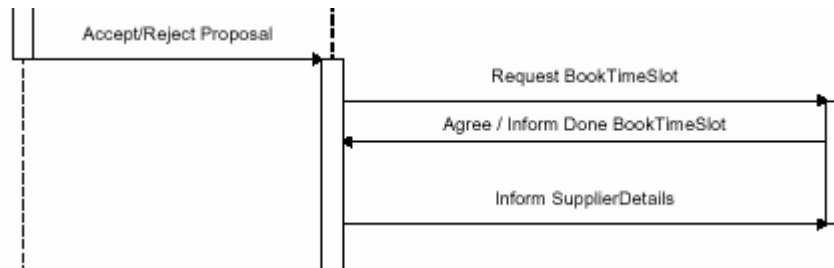 Accept/Reject Proposal
Request BookTimeSlot
Agree / Inform Done BookTimeSlot
Inform SupplierDetails